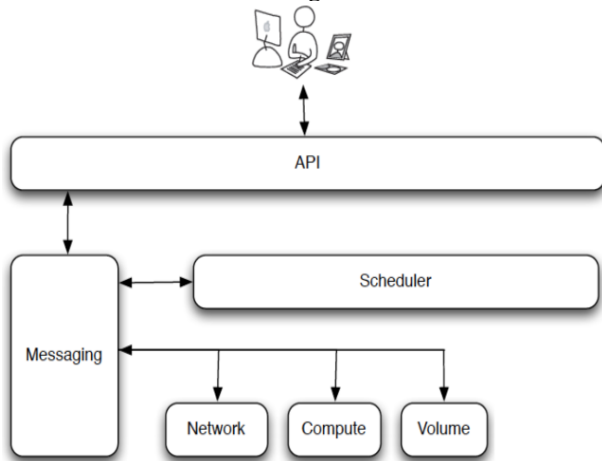 API
Scheduler
Messaging
Network
Compute
Volume